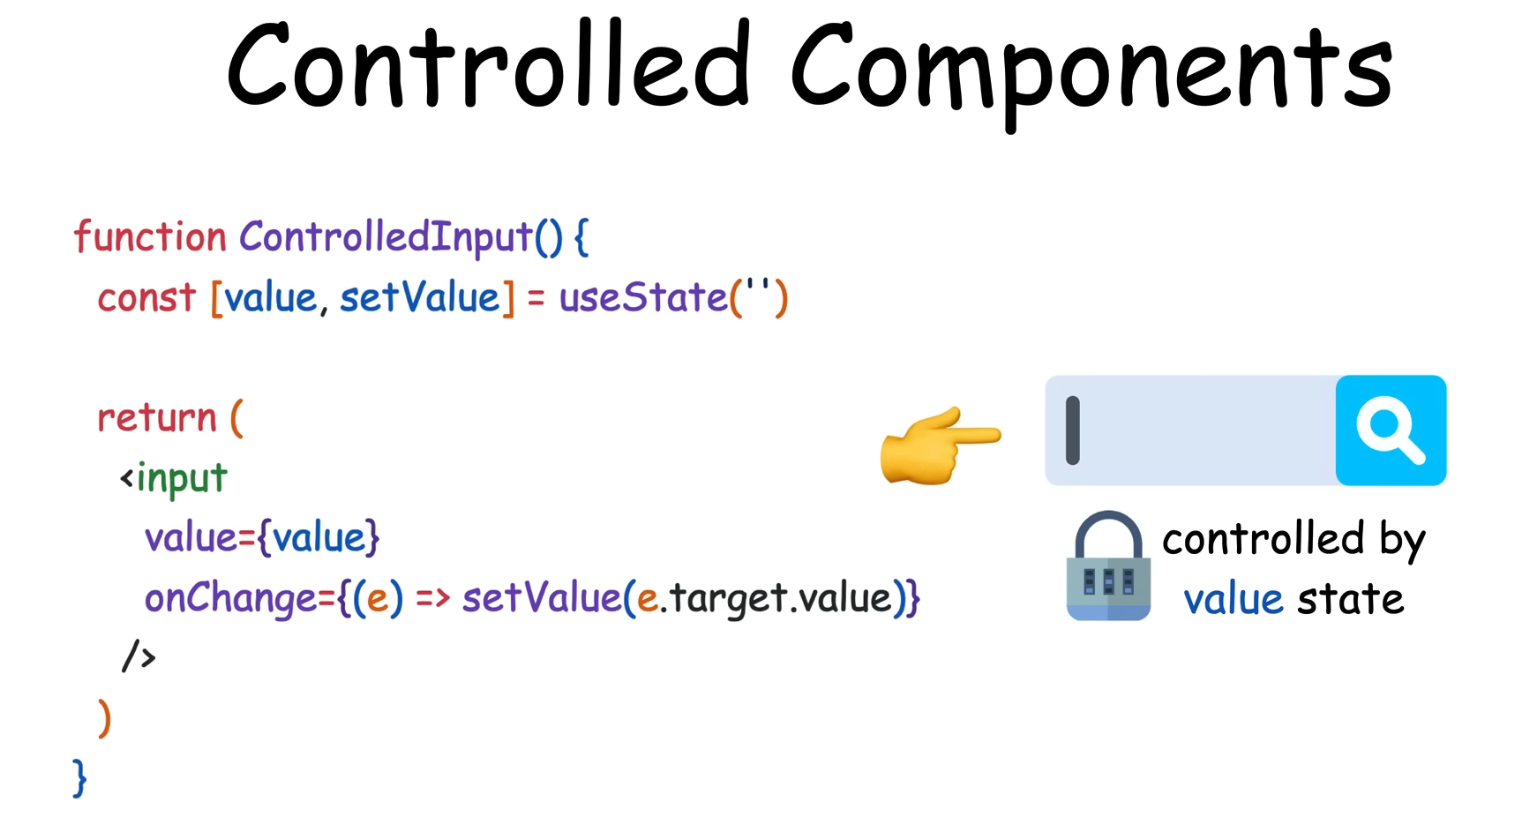 Controlled Components
function ControlledInput() {
const [value, setValue] = useState('')
return (
<input
value={value}
onChange={(e) => setValue(e.target.value)}
/>
)
}
controlled by
value state